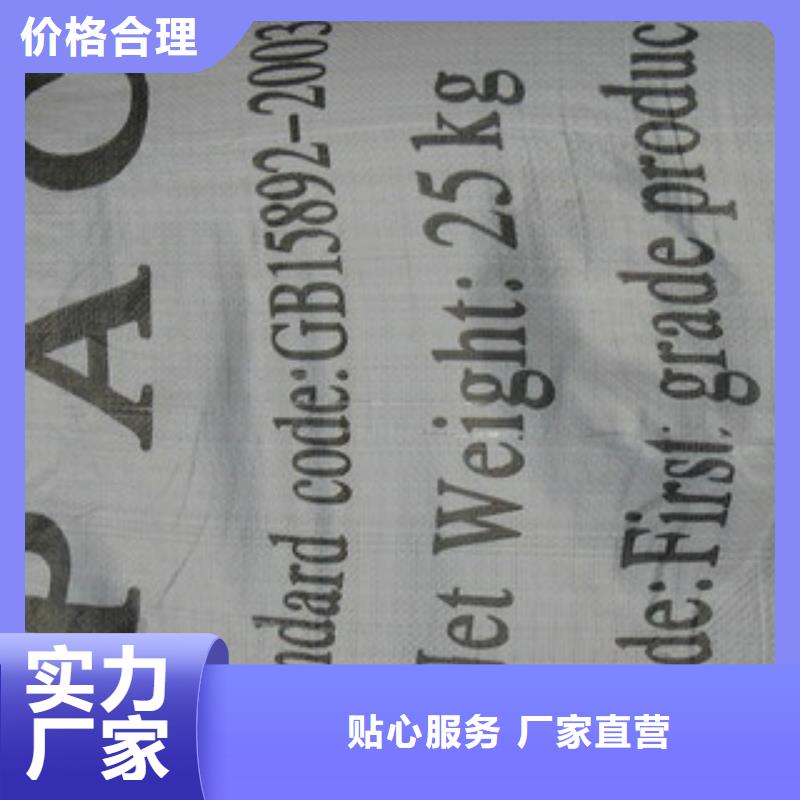 价格合理
P A C
ndard code:GB15892-2003
Net Weight: 25 kg
de:First grade produc
实力
厂家
贴心服务 厂家直营